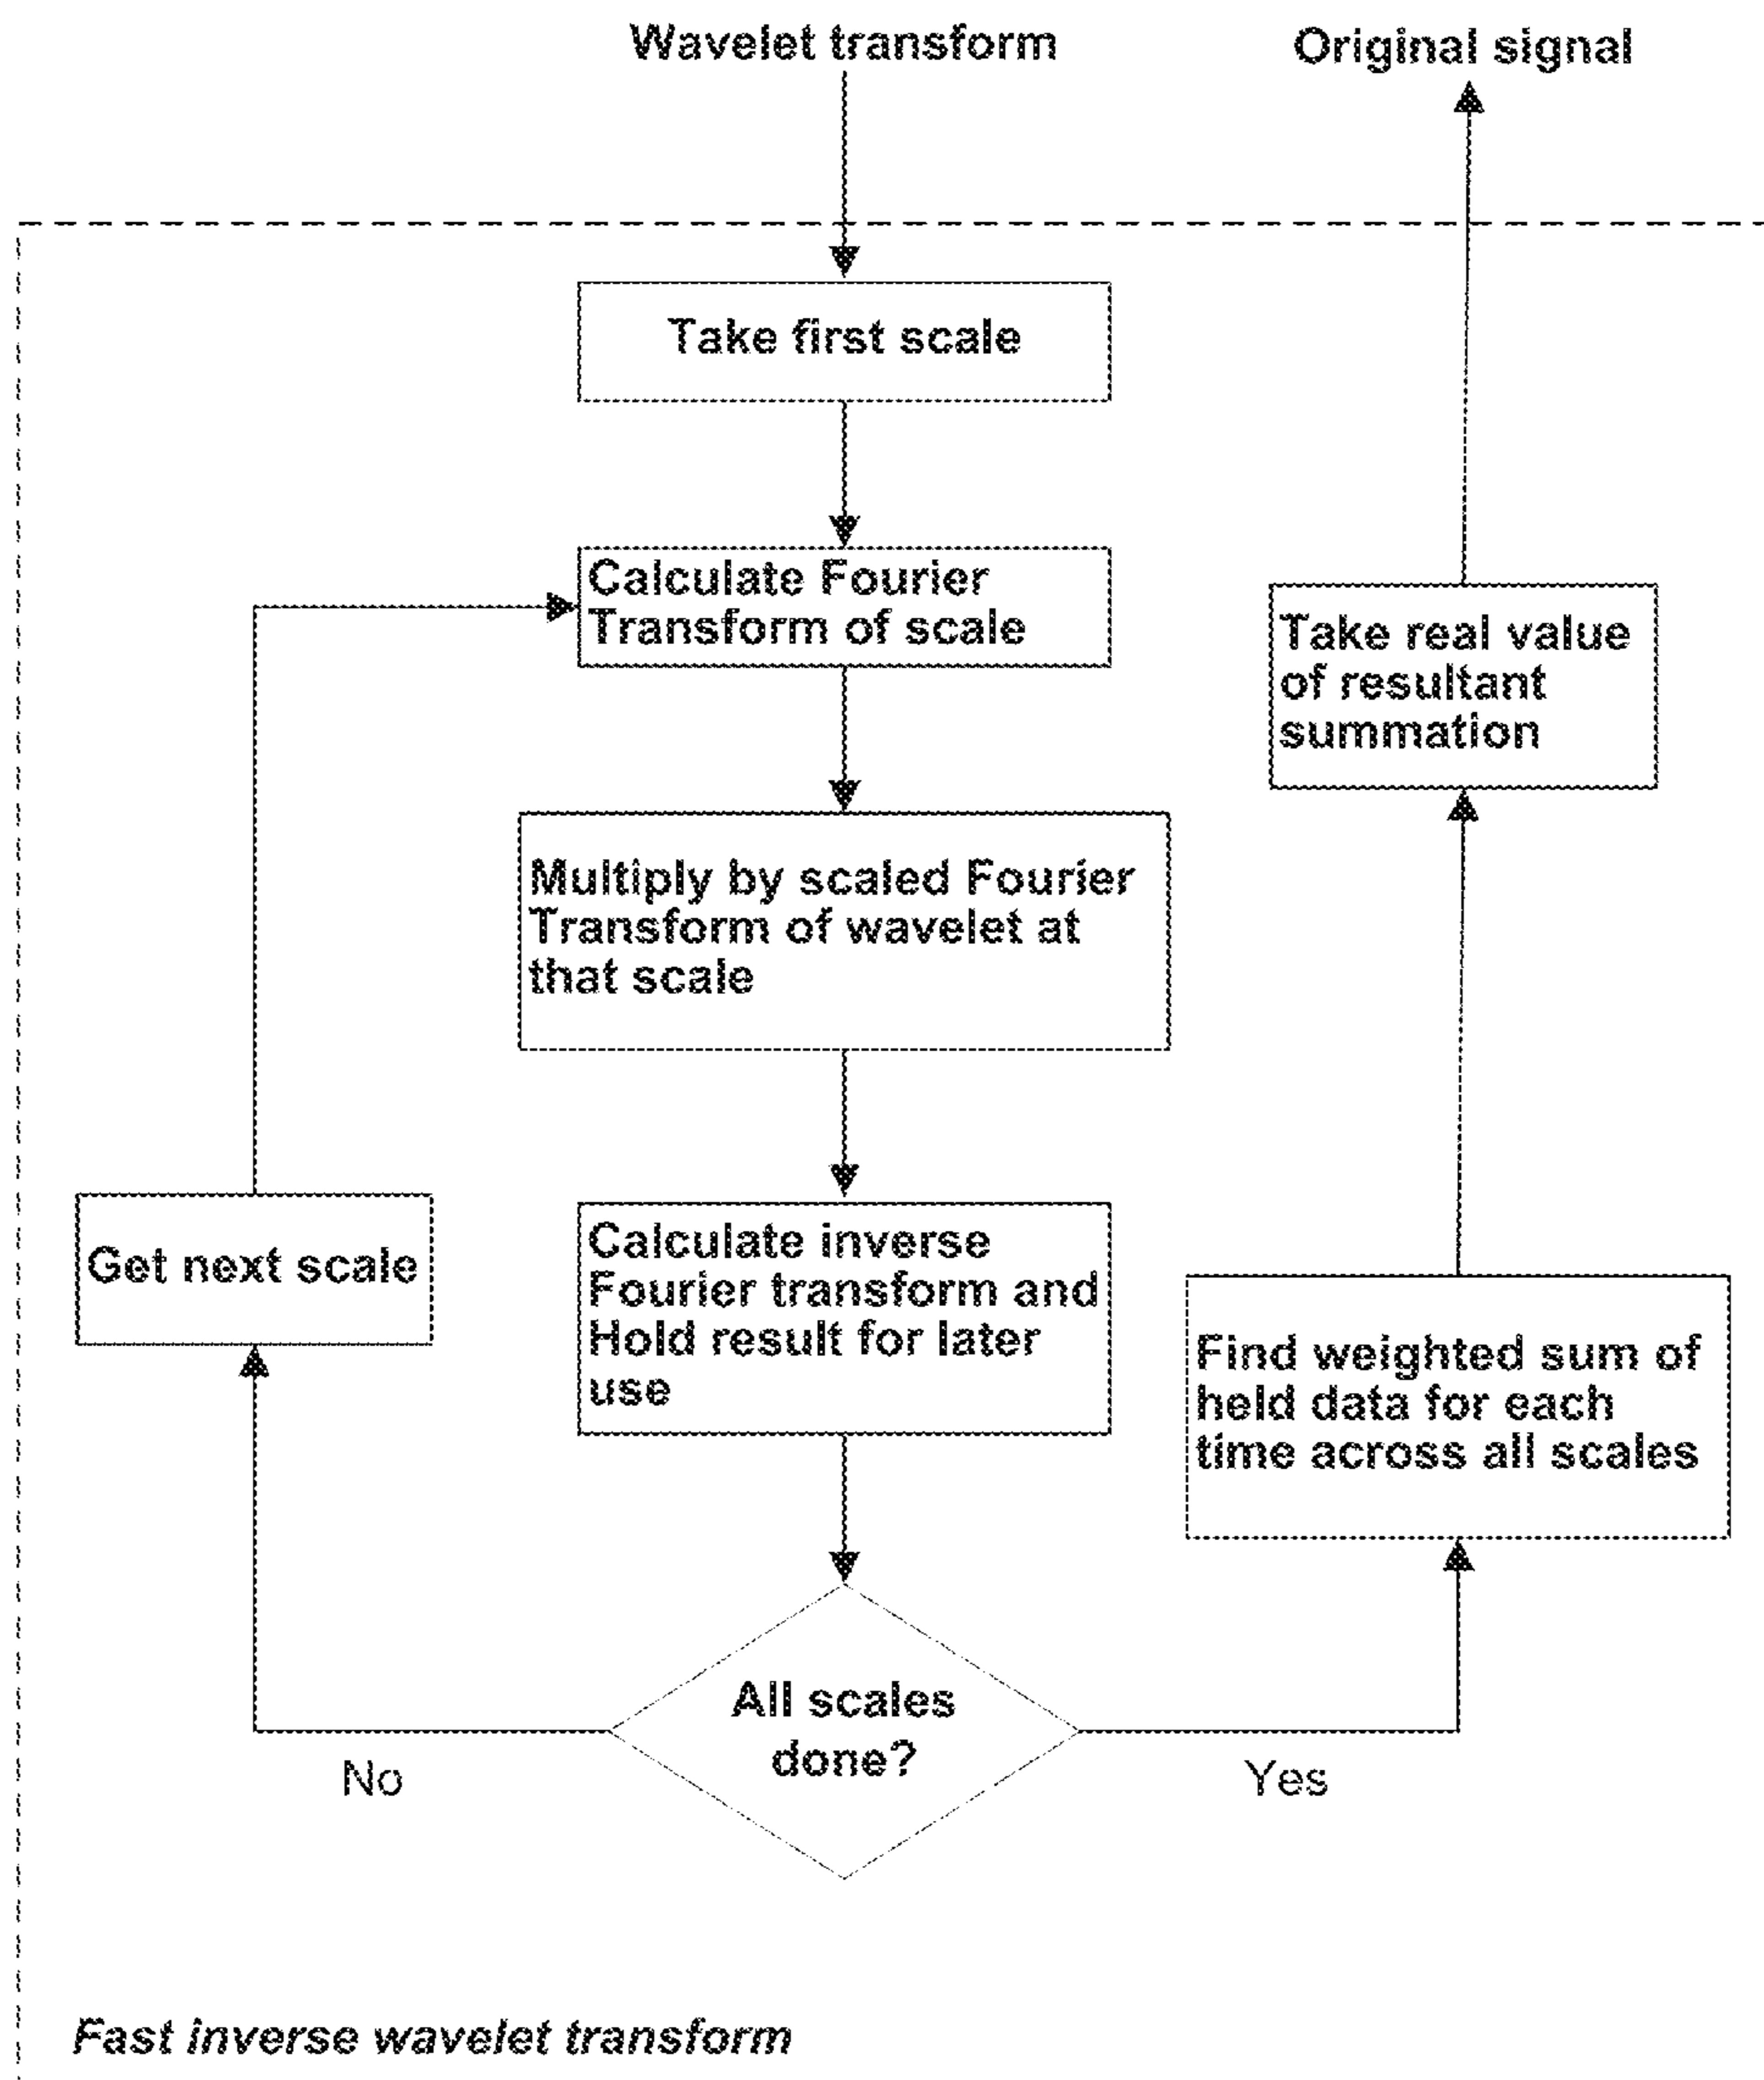 Wavelet transform
Original signal
Take first scale
Calculate Fourier
Transform of scale
Take real value
of resultant
summation
Multiply by scaled Fourier
Transform of wavelet at
that scale
Get next scale
Calculate inverse
Fourier transform and
Hold result for later
use
Find weighted sum of
held data for each
time across all scales
All scales
done?
No
Yes
Fast inverse wavelet transform